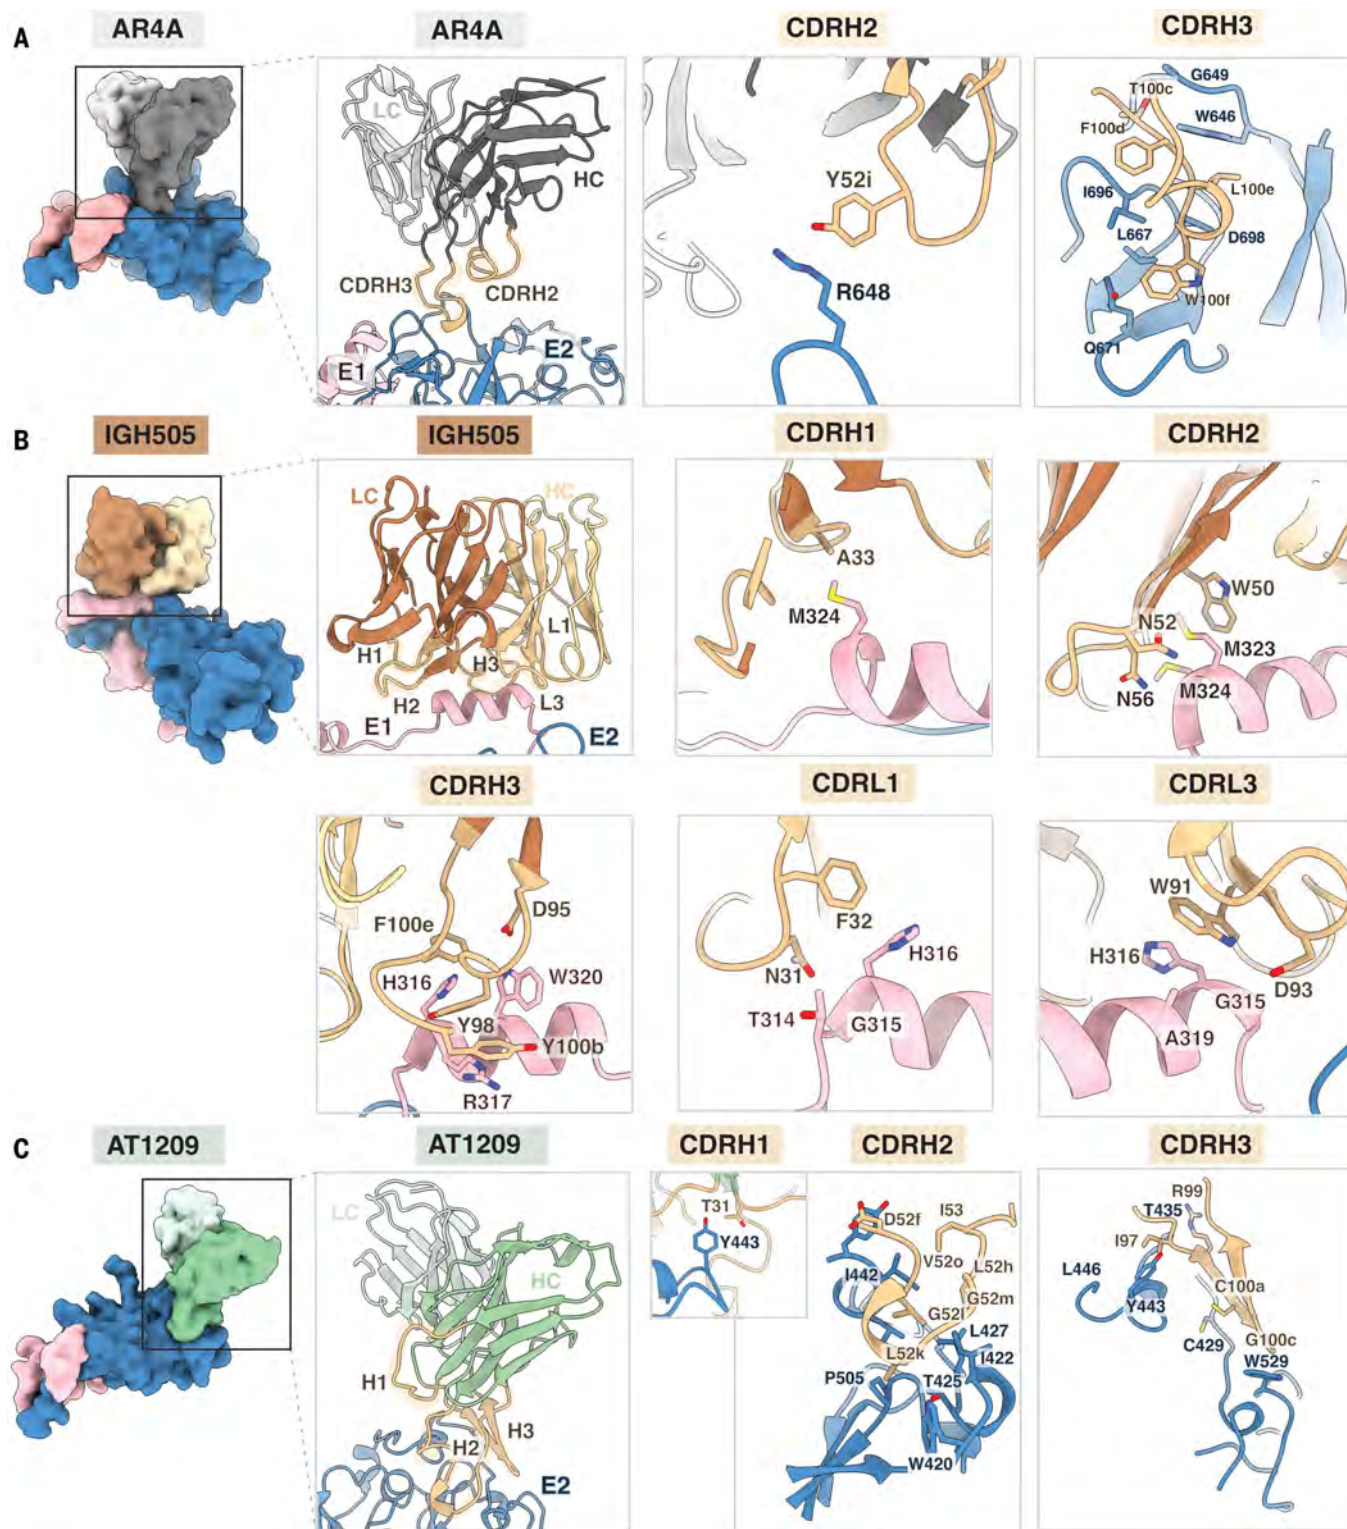 A
AR4A
AR4A
CDRH2
CDRH3
LC
HC
CDRH3
CDRH2
E1
E2
Y52i
R648
G649
T100c
W646
F100d
L100e
I696
L667
D698
W100f
Q671
B
IGH505
IGH505
CDRH1
CDRH2
LC
HC
H1
H3
L1
H2
L3
E1
E2
A33
M324
W50
N52
M323
N56
M324
CDRH3
CDRL1
CDRL3
D95
F100e
H316
W320
Y98
Y100b
R317
F32
H316
N31
T314
G315
W91
H316
D93
G315
A319
C
AT1209
AT1209
CDRH1
CDRH2
CDRH3
LC
HC
H1
H3
H2
E2
T31
Y443
D52f
I53
V52o
L52h
I442
G52m
G52l
L427
L52k
I422
P505
T425
W420
R99
T435
I97
L446
C100a
Y443
C429
G100c
W529